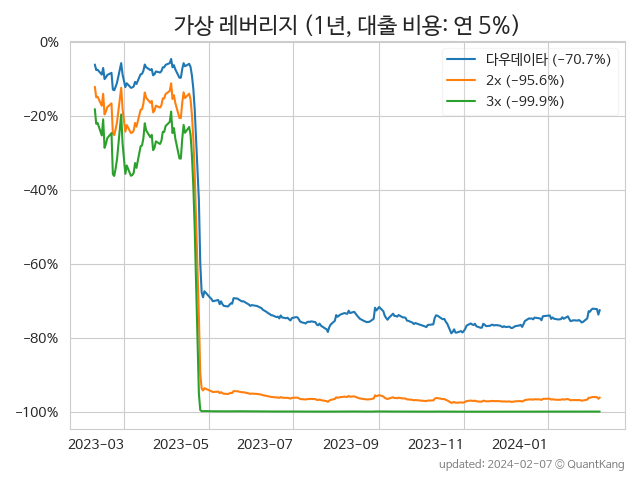 가상 레버리지 (1년, 대출 비용: 연 5%)
다우데이타 (−70.7%)
2x (−95.6%)
3x (−99.9%)
0%
−20%
−40%
−60%
−80%
−100%
2023-03 2023-05 2023-07 2023-09 2023-11 2024-01
updated: 2024-02-07 © QuantKang